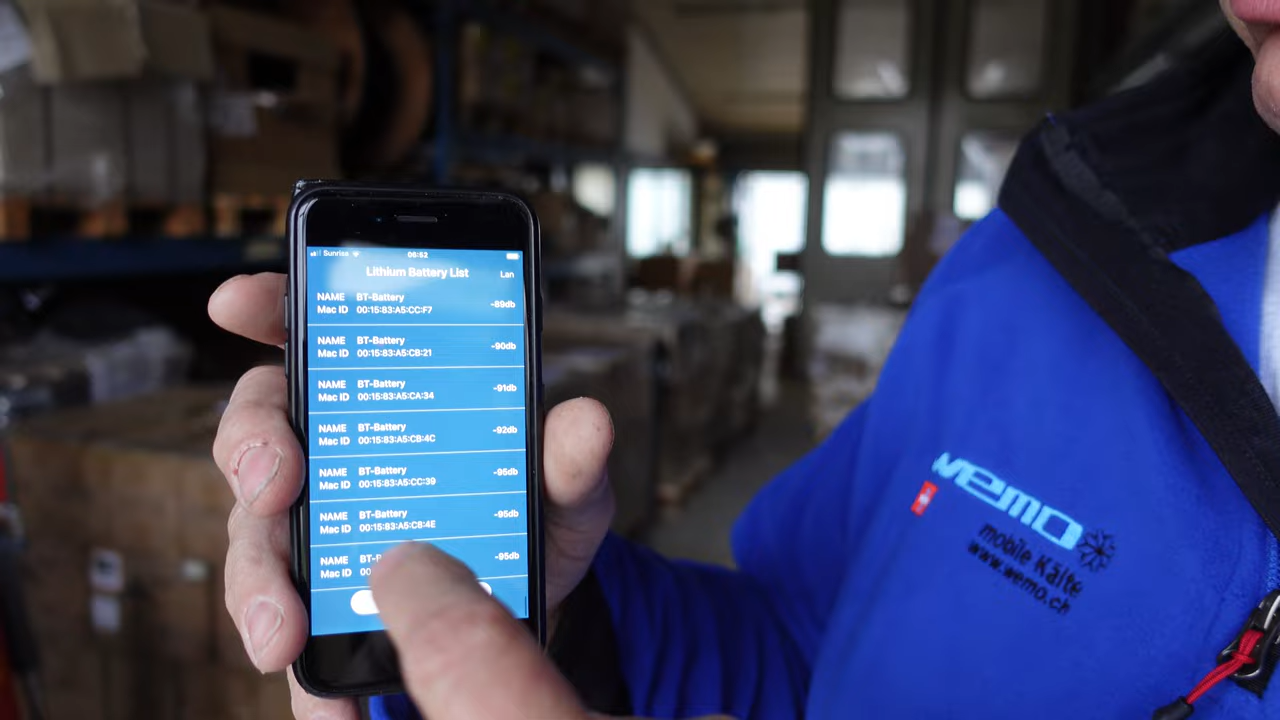 Sunrise 06:52
Lithium Battery List Lan
NAME BT-Battery
Mac ID 00:15:83:A5:CC:F7 -89db
NAME BT-Battery
Mac ID 00:15:83:A5:CB:21 -90db
NAME BT-Battery
Mac ID 00:15:83:A5:CA:34 -91db
NAME BT-Battery
Mac ID 00:15:83:A5:CB:4C -92db
NAME BT-Battery
Mac ID 00:15:83:A5:CC:39 -95db
NAME BT-Battery
Mac ID 00:15:83:A5:C8:4E -95db
NAME
Mac ID -95db
wemo
mobile Kälte
www.wemo.ch